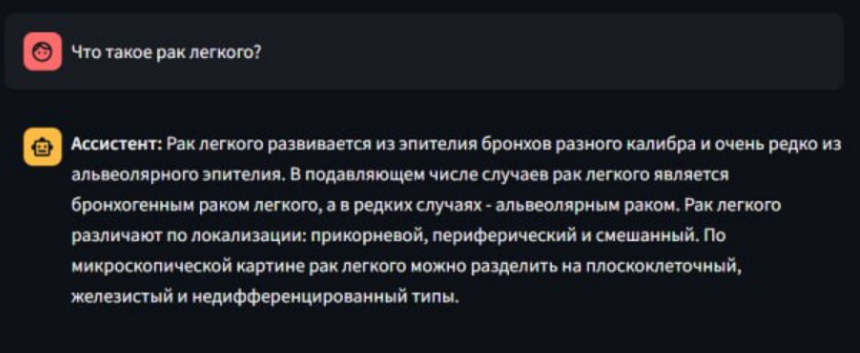 Что такое рак легкого?
Ассистент: Рак легкого развивается из эпителия бронхов разного калибра и очень редко из
альвеолярного эпителия. В подавляющем числе случаев рак легкого является
бронхогенным раком легкого, а в редких случаях - альвеолярным раком. Рак легкого
различают по локализации: прикорневой, периферический и смешанный. По
микроскопической картине рак легкого можно разделить на плоскоклеточный,
железистый и недифференцированный типы.